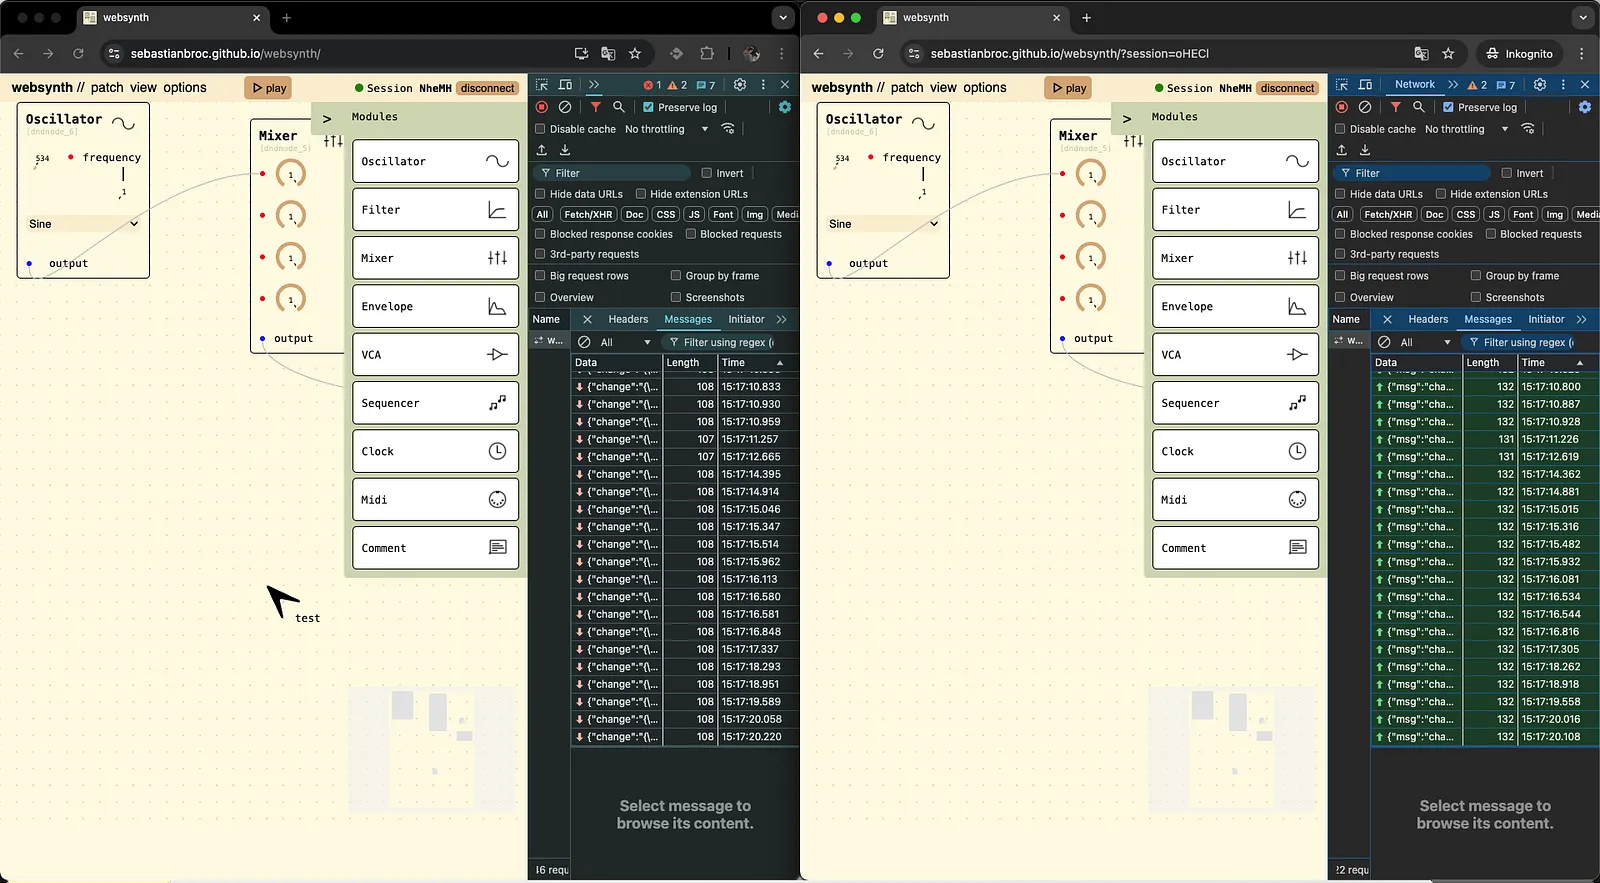 websynth
sebastianbroc.github.io/websynth/
websynth // patch view options
play
Session NheMH
disconnect
Oscillator
[dndnode_6]
534
frequency
1
Sine
output
Mixer
[dndnode_5]
1
1
1
1
output
>
Modules
Oscillator
Filter
Mixer
Envelope
VCA
Sequencer
Clock
Midi
Comment
test
1 2 7
Preserve log
Disable cache No throttling
Filter
Invert
Hide data URLs Hide extension URLs
All Fetch/XHR Doc CSS JS Font Img Medi
Blocked response cookies Blocked requests
3rd-party requests
Big request rows Group by frame
Overview Screenshots
Name Headers Messages Initiator
w... All Filter using regex (
Data Length Time
{"change":"{\... 108 15:17:10.833
{"change":"{\... 108 15:17:10.930
{"change":"{\... 108 15:17:10.959
{"change":"{\... 107 15:17:11.257
{"change":"{\... 107 15:17:12.665
{"change":"{\... 108 15:17:14.395
{"change":"{\... 108 15:17:14.914
{"change":"{\... 108 15:17:15.046
{"change":"{\... 108 15:17:15.347
{"change":"{\... 108 15:17:15.514
{"change":"{\... 108 15:17:15.962
{"change":"{\... 108 15:17:16.113
{"change":"{\... 108 15:17:16.580
{"change":"{\... 108 15:17:16.581
{"change":"{\... 108 15:17:16.848
{"change":"{\... 108 15:17:17.337
{"change":"{\... 108 15:17:18.293
{"change":"{\... 108 15:17:18.951
{"change":"{\... 108 15:17:19.589
{"change":"{\... 108 15:17:20.058
{"change":"{\... 108 15:17:20.220
Select message to
browse its content.
16 requ
websynth
sebastianbroc.github.io/websynth/?session=oHECI
Inkognito
websynth // patch view options
play
Session NheMH
disconnect
Oscillator
[dndnode_6]
534
frequency
1
Sine
output
Mixer
[dndnode_5]
1
1
1
1
output
>
Modules
Oscillator
Filter
Mixer
Envelope
VCA
Sequencer
Clock
Midi
Comment
Network 2 7
Preserve log
Disable cache No throttling
Filter
Invert
Hide data URLs Hide extension URLs
All Fetch/XHR Doc CSS JS Font Img Medi
Blocked response cookies Blocked requests
3rd-party requests
Big request rows Group by frame
Overview Screenshots
Name Headers Messages Initiator
w... All Filter using regex (
Data Length Time
{"msg":"cha... 132 15:17:10.800
{"msg":"cha... 132 15:17:10.887
{"msg":"cha... 132 15:17:10.928
{"msg":"cha... 131 15:17:11.226
{"msg":"cha... 131 15:17:12.619
{"msg":"cha... 132 15:17:14.362
{"msg":"cha... 132 15:17:14.881
{"msg":"cha... 132 15:17:15.015
{"msg":"cha... 132 15:17:15.316
{"msg":"cha... 132 15:17:15.482
{"msg":"cha... 132 15:17:15.932
{"msg":"cha... 132 15:17:16.081
{"msg":"cha... 132 15:17:16.534
{"msg":"cha... 132 15:17:16.544
{"msg":"cha... 132 15:17:16.816
{"msg":"cha... 132 15:17:17.305
{"msg":"cha... 132 15:17:18.262
{"msg":"cha... 132 15:17:18.918
{"msg":"cha... 132 15:17:19.558
{"msg":"cha... 132 15:17:20.016
{"msg":"cha... 132 15:17:20.108
Select message to
browse its content.
22 requ